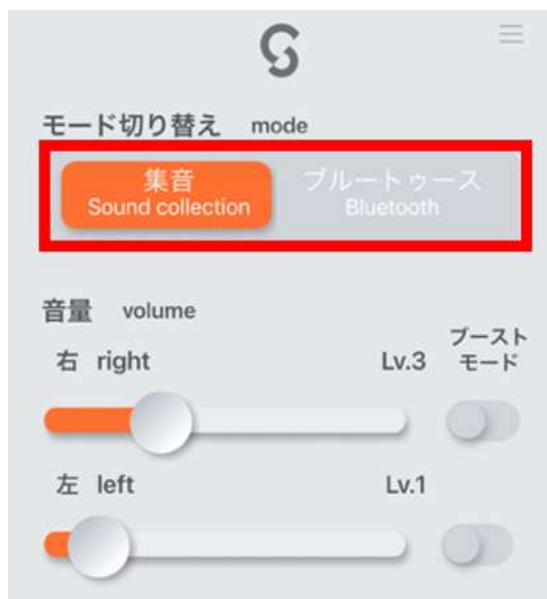 モード切り替え mode
集音 ブルートゥース
Sound collection Bluetooth
音量 volume
ブースト
右 right Lv.3 モード
左 left Lv.1